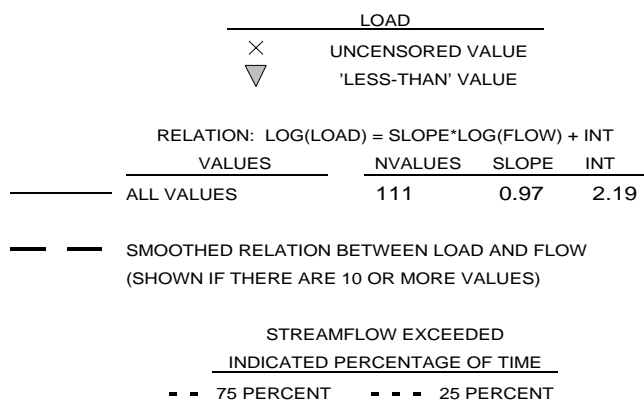 LOAD
UNCENSORED VALUE
'LESS-THAN' VALUE
RELATION: LOG(LOAD) = SLOPE*LOG(FLOW) + INT
VALUES NVALUES SLOPE INT
ALL VALUES 111 0.97 2.19
SMOOTHED RELATION BETWEEN LOAD AND FLOW
(SHOWN IF THERE ARE 10 OR MORE VALUES)
STREAMFLOW EXCEEDED
INDICATED PERCENTAGE OF TIME
75 PERCENT 25 PERCENT